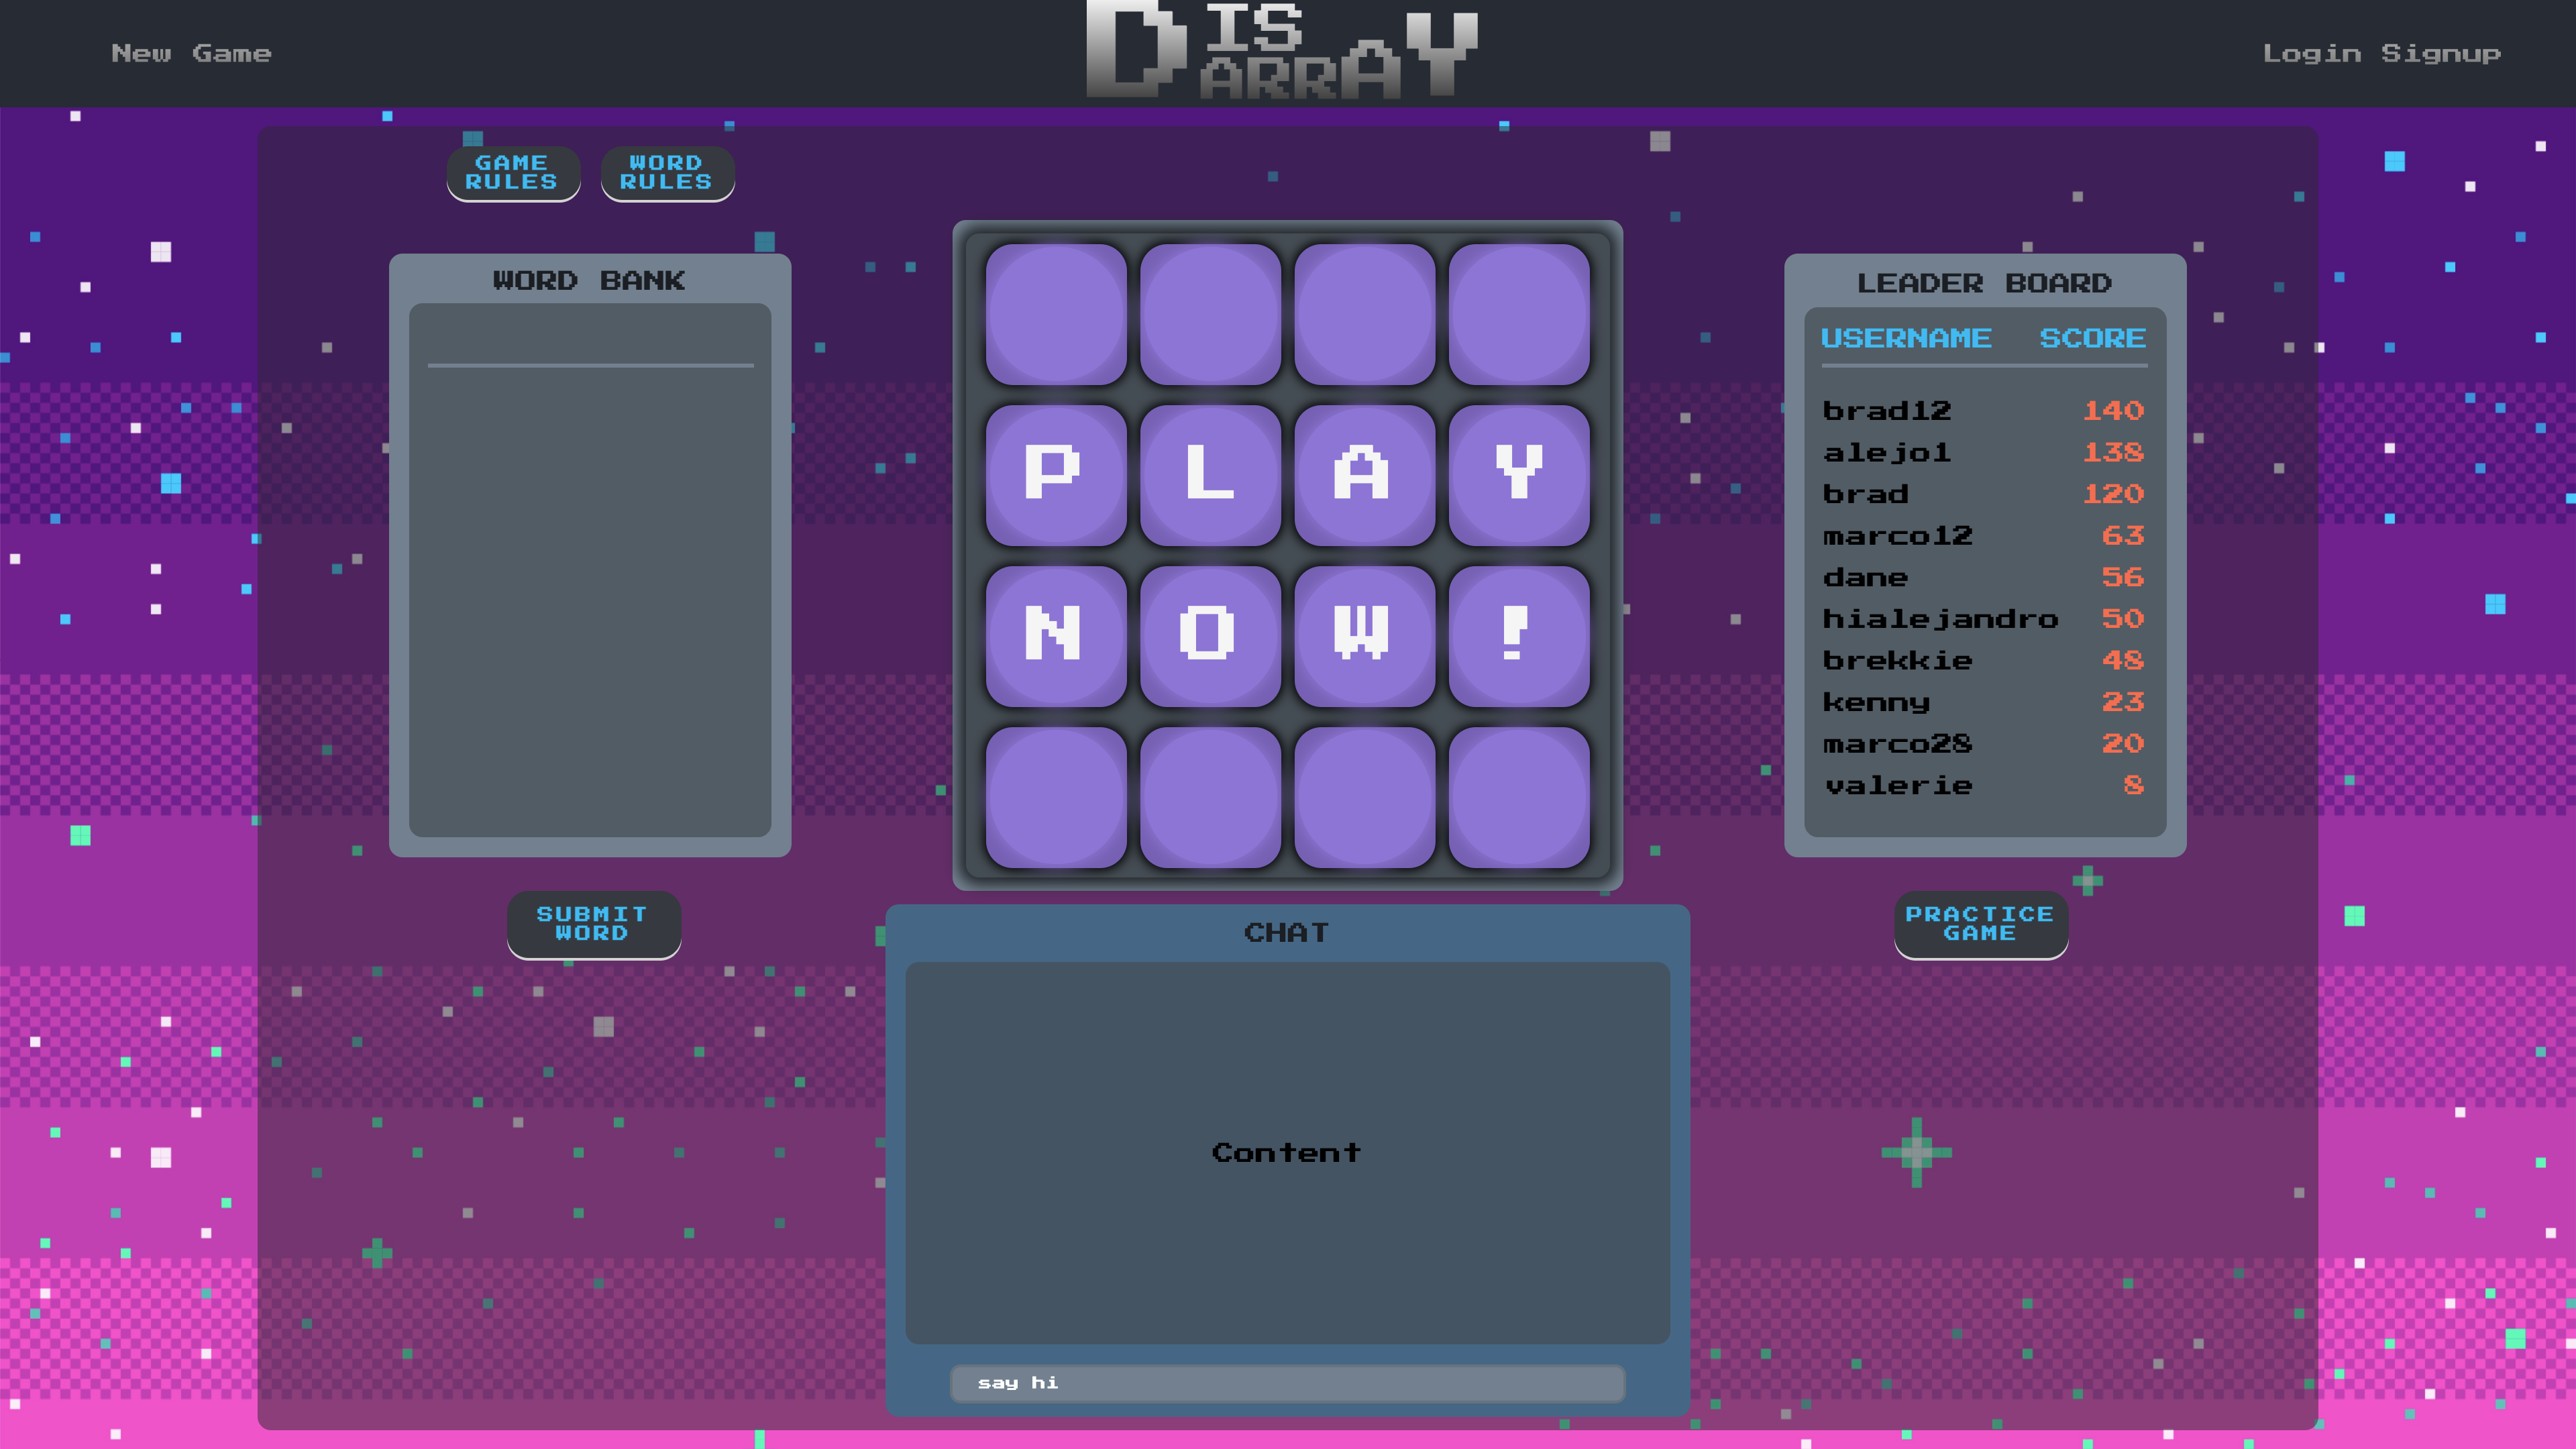 New Game
DISARRAY
Login Signup
GAME
RULES
WORD
RULES
WORD BANK
P L A Y
N O W !
LEADER BOARD
USERNAME SCORE
brad12 140
alejo1 138
brad 120
marco12 63
dane 56
hialejandro 50
brekkie 48
kenny 23
marco28 20
valerie 8
SUBMIT
WORD
PRACTICE
GAME
CHAT
Content
say hi